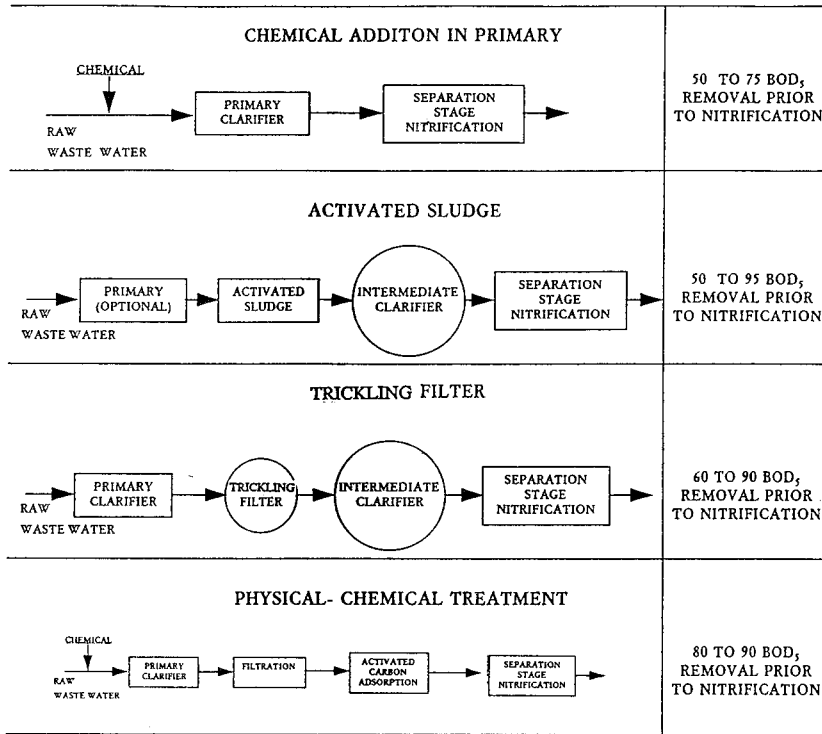 CHEMICAL ADDITON IN PRIMARY
CHEMICAL
RAW
WASTE WATER
PRIMARY
CLARIFIER
SEPARATION
STAGE
NITRIFICATION
50 TO 75 BOD5
REMOVAL PRIOR
TO NITRIFICATION
ACTIVATED SLUDGE
RAW
WASTE WATER
PRIMARY
(OPTIONAL)
ACTIVATED
SLUDGE
INTERMEDIATE
CLARIFIER
SEPARATION
STAGE
NITRIFICATION
50 TO 95 BOD5
REMOVAL PRIOR
TO NITRIFICATION
TRICKLING FILTER
RAW
WASTE WATER
PRIMARY
CLARIFIER
TRICKLING
FILTER
INTERMEDIATE
CLARIFIER
SEPARATION
STAGE
NITRIFICATION
60 TO 90 BOD5
REMOVAL PRIOR
TO NITRIFICATION
PHYSICAL- CHEMICAL TREATMENT
CHEMICAL
RAW
WASTE WATER
PRIMARY
CLARIFIER
FILTRATION
ACTIVATED
CARBON
ADSORPTION
SEPARATION
STAGE
NITRIFICATION
80 TO 90 BOD5
REMOVAL PRIOR
TO NITRIFICATION